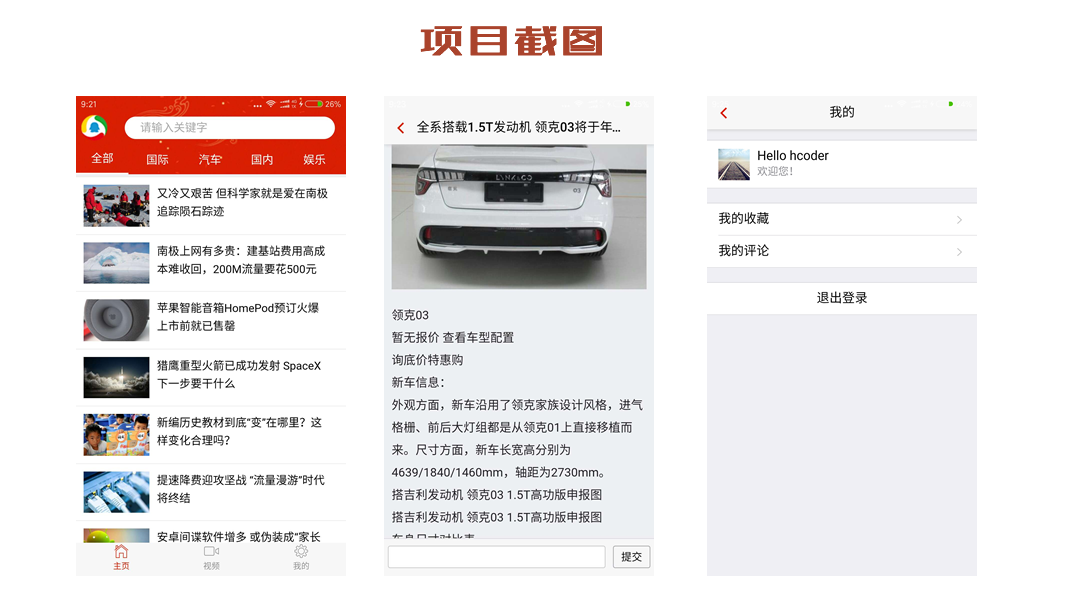 项目截图
9:21
26%
请输入关键字
全部 国际 汽车 国内 娱乐
又冷又艰苦 但科学家就是爱在南极
追踪陨石踪迹
南极上网有多贵：建基站费用高成
本难收回，200M流量要花500元
苹果智能音箱HomePod预订火爆
上市前就已售罄
猎鹰重型火箭已成功发射 SpaceX
下一步要干什么
新编历史教材到底“变”在哪里？这
样变化合理吗？
提速降费迎攻坚战 “流量漫游”时代
将终结
安卓间谍软件增多 或伪装成“家长
主页 视频 我的
全系搭载1.5T发动机 领克03将于年...
LYNK&CO
03
领克03
暂无报价 查看车型配置
询底价特惠购
新车信息：
外观方面，新车沿用了领克家族设计风格，进气
格栅、前后大灯组都是从领克01上直接移植而
来。尺寸方面，新车长宽高分别为
4639/1840/1460mm，轴距为2730mm。
搭吉利发动机 领克03 1.5T高功版申报图
搭吉利发动机 领克03 1.5T高功版申报图
车身尺寸对比表
提交
我的
Hello hcoder
欢迎您！
我的收藏
我的评论
退出登录